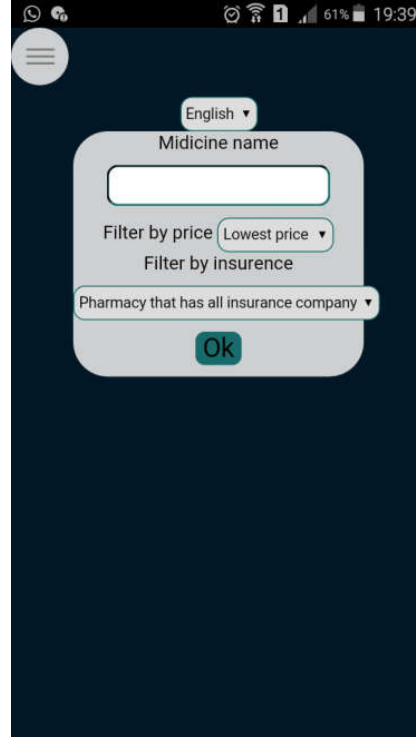 1 61% 19:39
English
Midicine name
Filter by price Lowest price
Filter by insurence
Pharmacy that has all insurance company
Ok